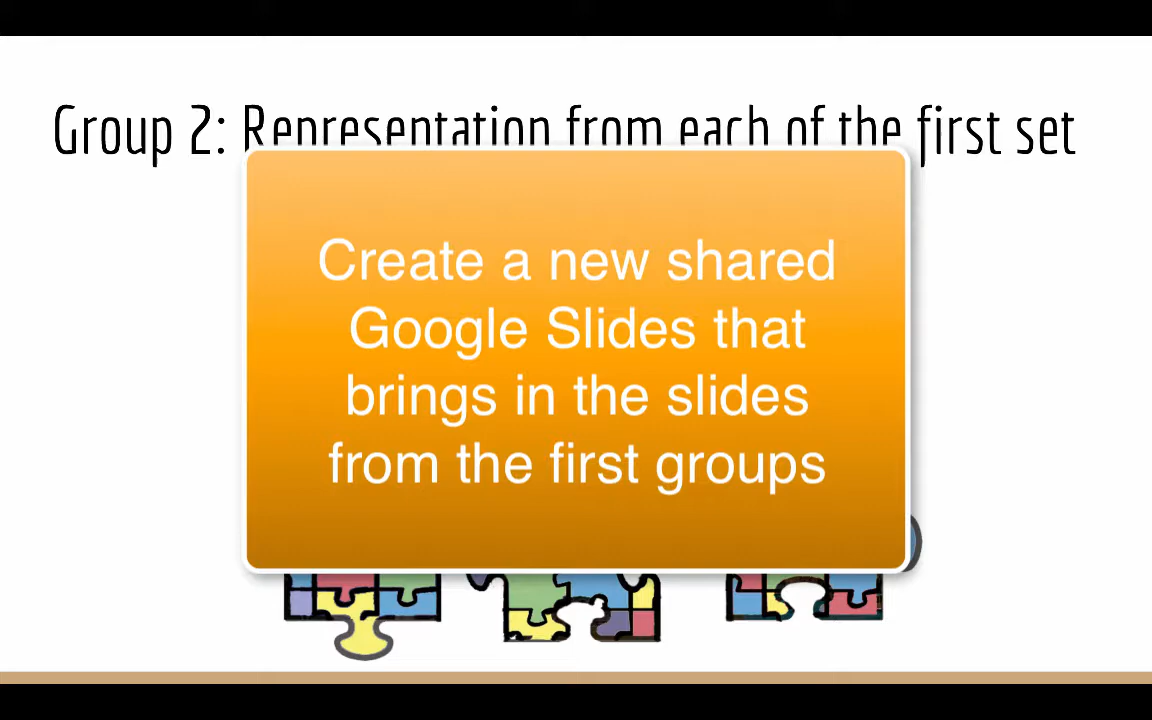 Group 2: Representation from each of the first set
Create a new shared
Google Slides that
brings in the slides
from the first groups